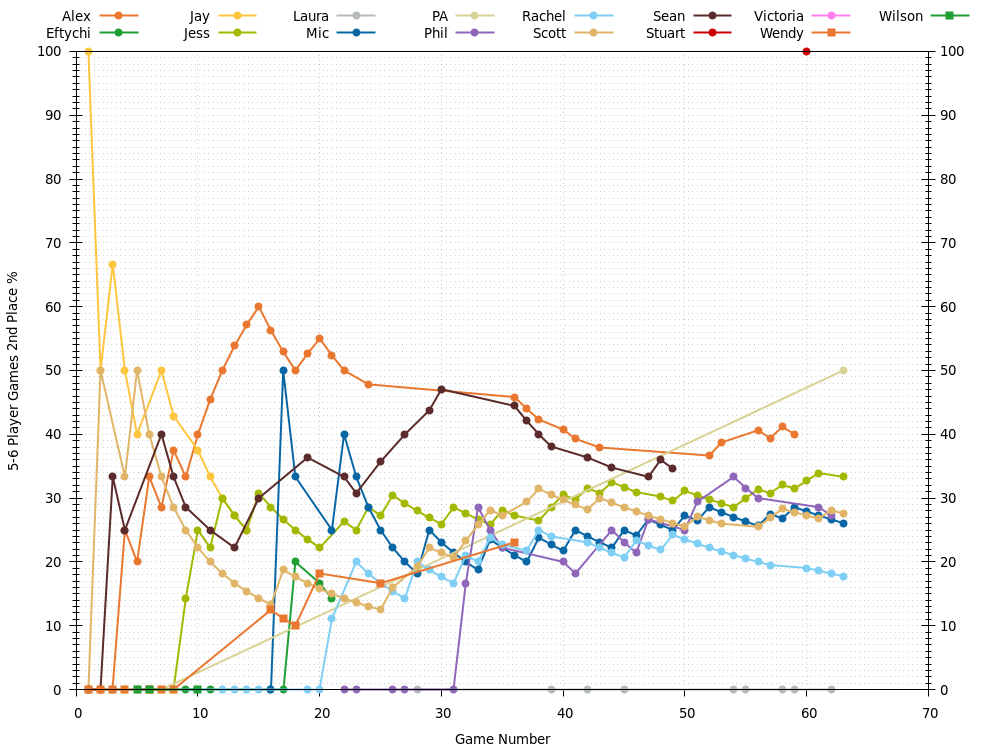 Alex Jay Laura PA Rachel Sean Victoria Wilson
Eftychi Jess Mic Phil Scott Stuart Wendy
100 100
90 90
80 80
70 70
60 60
50 50
40 40
30 30
20 20
10 10
0 0
5-6 Player Games 2nd Place %
0 10 20 30 40 50 60 70
Game Number